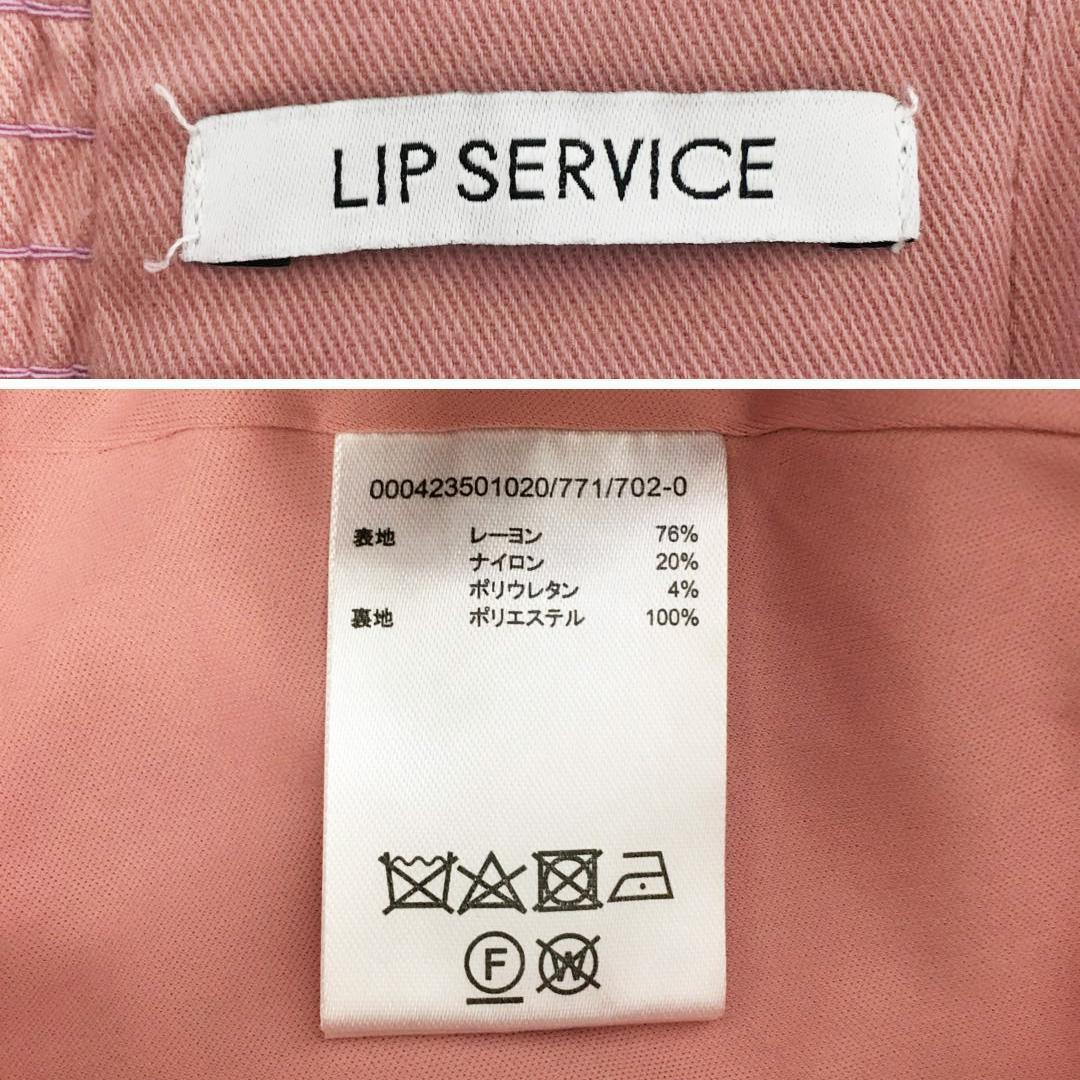 LIP SERVICE
000423501020/771/702-0
表地 レーヨン 76%
ナイロン 20%
ポリウレタン 4%
裏地 ポリエステル 100%
F W